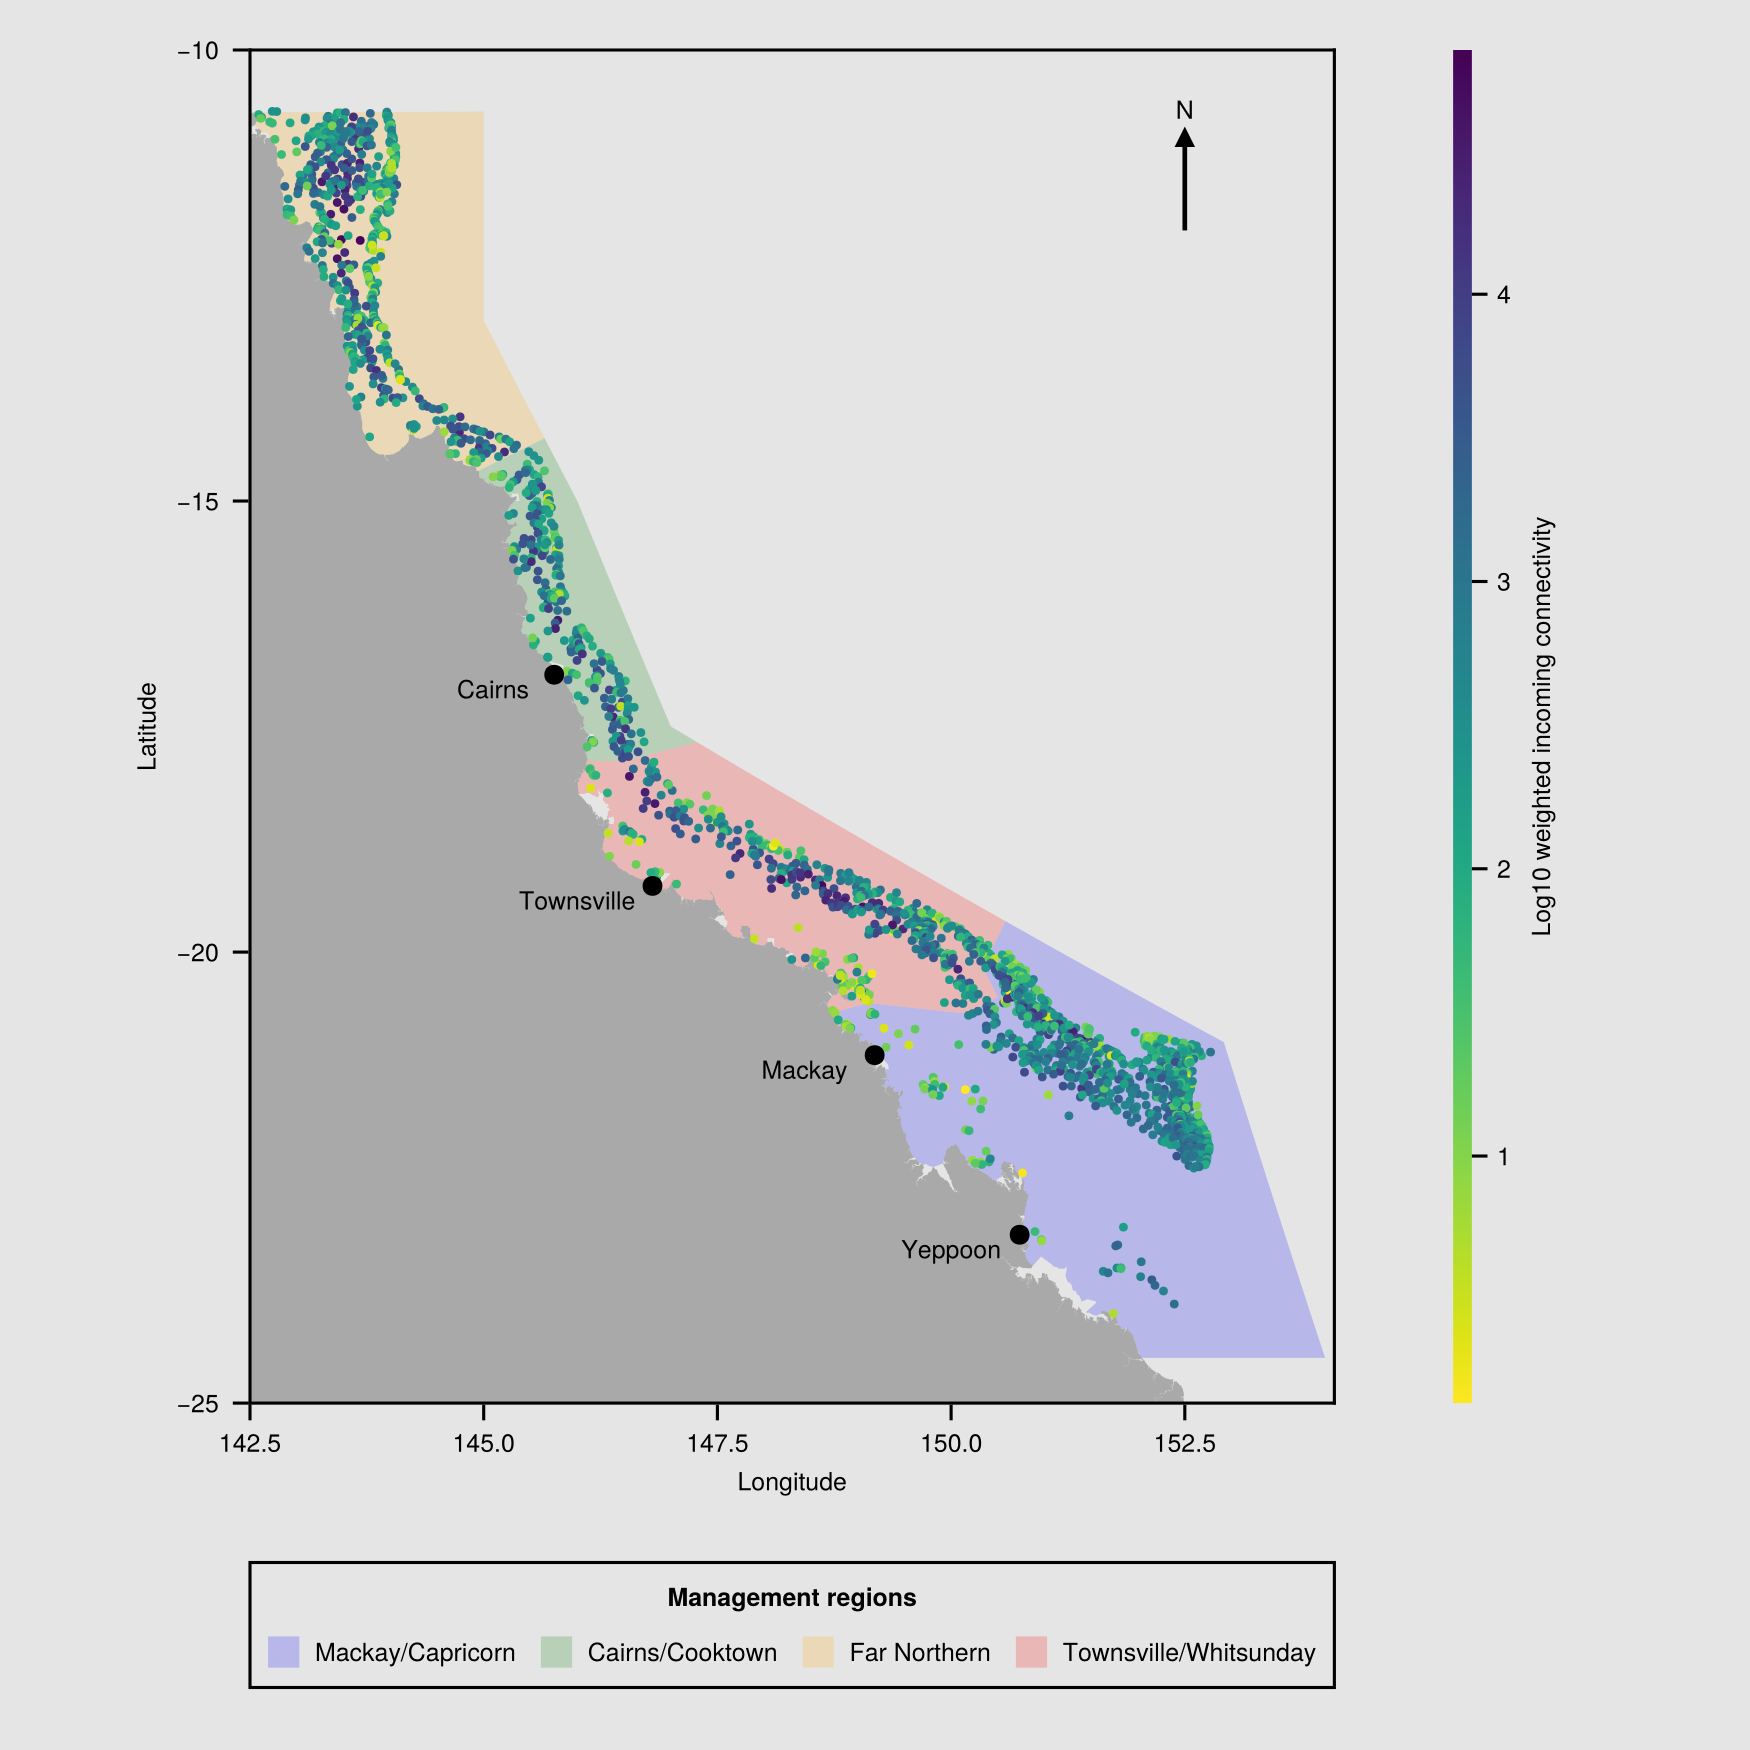 −10
N
4
−15
3
Log10 weighted incoming connectivity
Cairns
Latitude
2
Townsville
−20
Mackay
1
Yeppoon
−25
142.5 145.0 147.5 150.0 152.5
Longitude
Management regions
Mackay/Capricorn Cairns/Cooktown Far Northern Townsville/Whitsunday